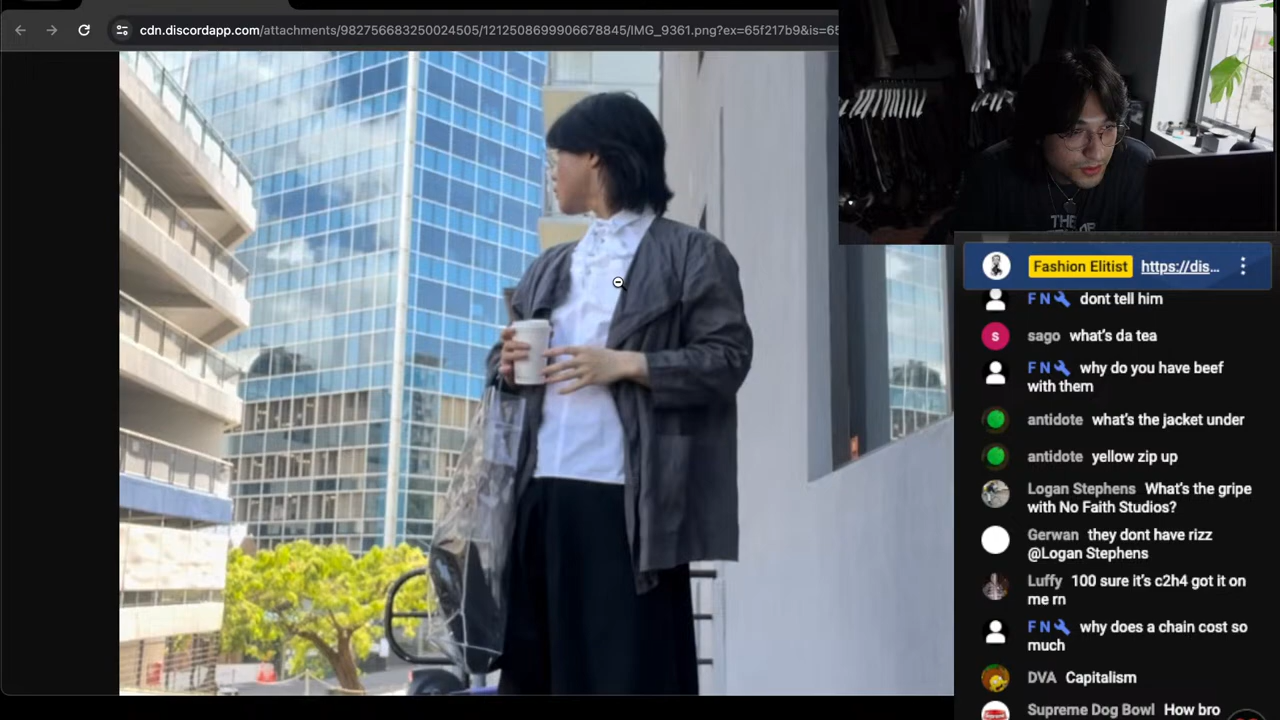 cdn.discordapp.com/attachments/982756683250024505/1212508699906678845/IMG_9361.png?ex=65f217b9&is=65
THE
Fashion Elitist https://dis...
F N dont tell him
sago what's da tea
F N why do you have beef
with them
antidote what's the jacket under
antidote yellow zip up
Logan Stephens What's the gripe
with No Faith Studios?
Gerwan they dont have rizz
@Logan Stephens
Luffy 100 sure it's c2h4 got it on
me rn
F N why does a chain cost so
much
DVA Capitalism
Supreme Dog Bowl How bro